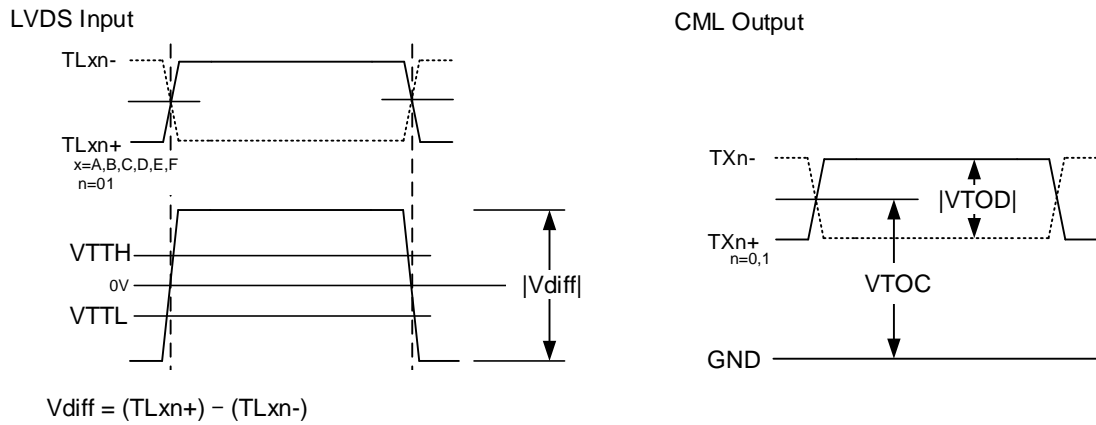 LVDS Input
TLxn-
TLxn+
x=A,B,C,D,E,F
n=01
VTTH
0V
VTTL
|Vdiff|
Vdiff = (TLxn+) − (TLxn-)
CML Output
TXn-
|VTOD|
TXn+
n=0,1
VTOC
GND